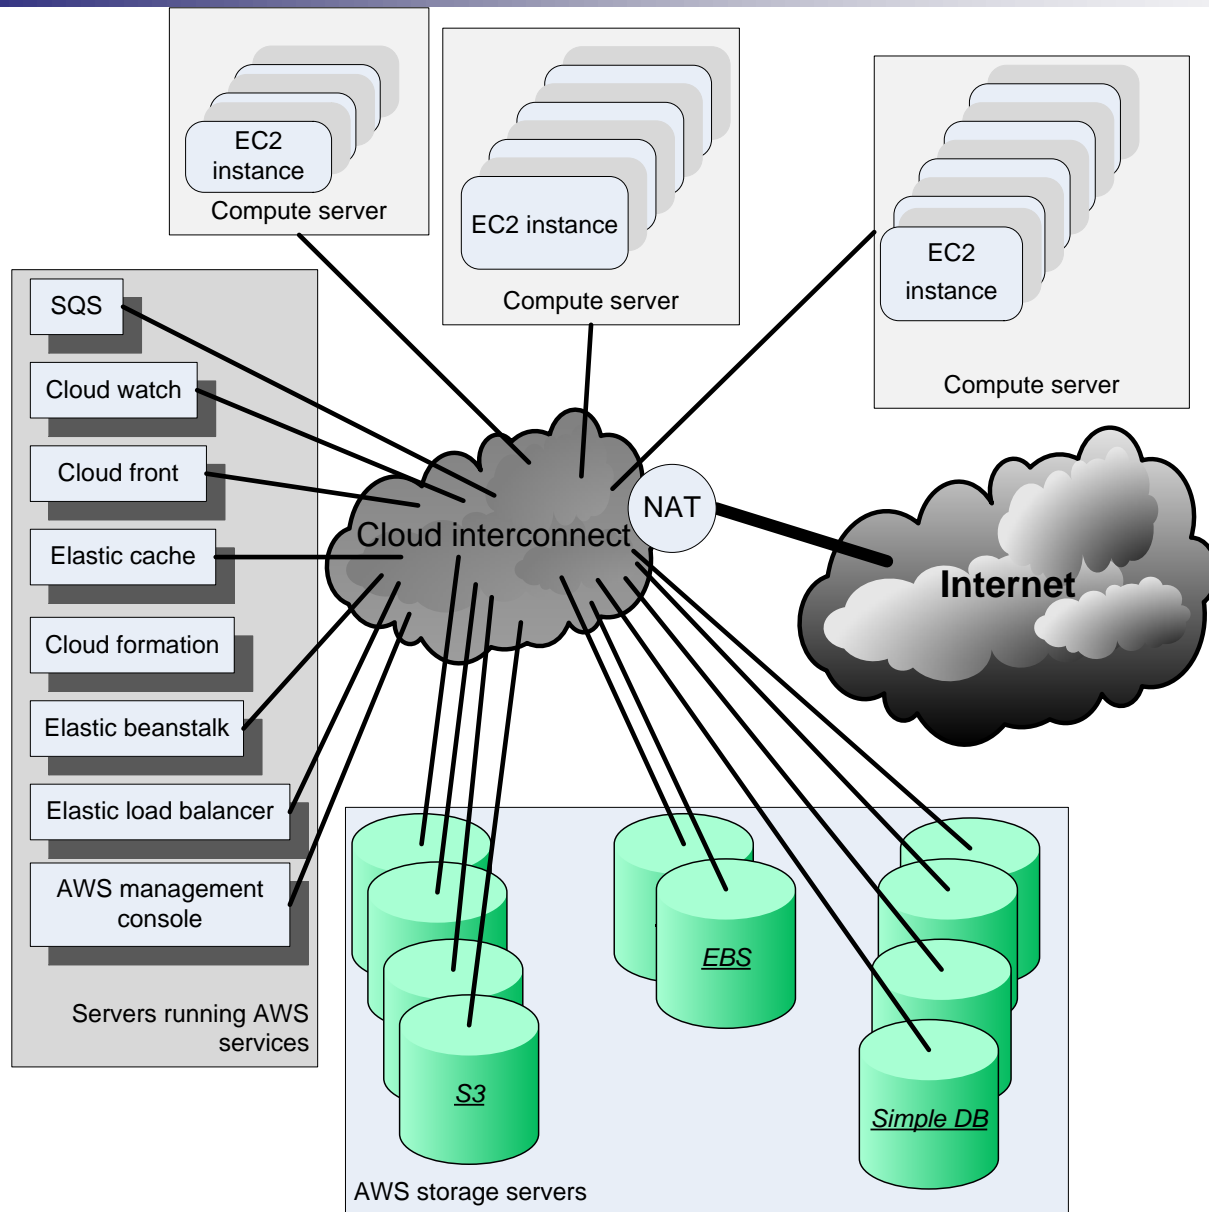 EC2
instance
Compute server
EC2 instance
Compute server
EC2
instance
Compute server
SQS
Cloud watch
Cloud front
Elastic cache
Cloud formation
Elastic beanstalk
Elastic load balancer
AWS management
console
Servers running AWS
services
Cloud interconnect
NAT
Internet
S3
EBS
Simple DB
AWS storage servers